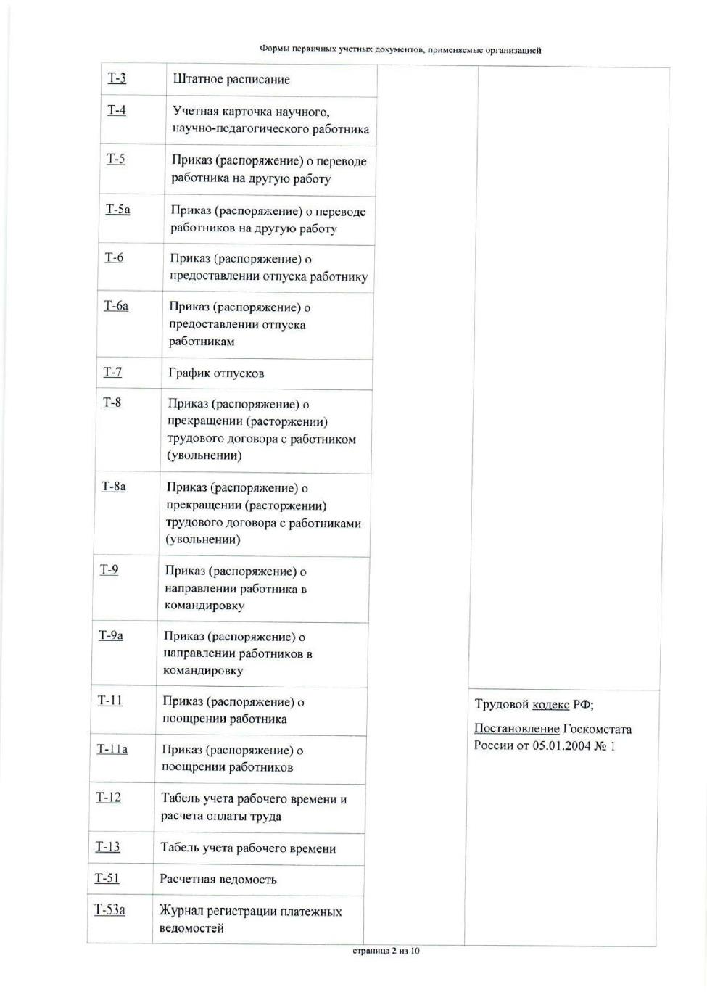 Формы первичных учетных документов, применяемые организацией
Т-3 Штатное расписание
Т-4 Учетная карточка научного,
научно-педагогического работника
Т-5 Приказ (распоряжение) о переводе
работника на другую работу
Т-5а Приказ (распоряжение) о переводе
работников на другую работу
Т-6 Приказ (распоряжение) о
предоставлении отпуска работнику
Т-6а Приказ (распоряжение) о
предоставлении отпуска
работникам
Т-7 График отпусков
Т-8 Приказ (распоряжение) о
прекращении (расторжении)
трудового договора с работником
(увольнении)
Т-8а Приказ (распоряжение) о
прекращении (расторжении)
трудового договора с работниками
(увольнении)
Т-9 Приказ (распоряжение) о
направлении работника в
командировку
Т-9а Приказ (распоряжение) о
направлении работников в
командировку
Т-11 Приказ (распоряжение) о
поощрении работника
Трудовой кодекс РФ;
Постановление Госкомстата
России от 05.01.2004 № 1
Т-11а Приказ (распоряжение) о
поощрении работников
Т-12 Табель учета рабочего времени и
расчета оплаты труда
Т-13 Табель учета рабочего времени
Т-51 Расчетная ведомость
Т-53а Журнал регистрации платежных
ведомостей
страница 2 из 10